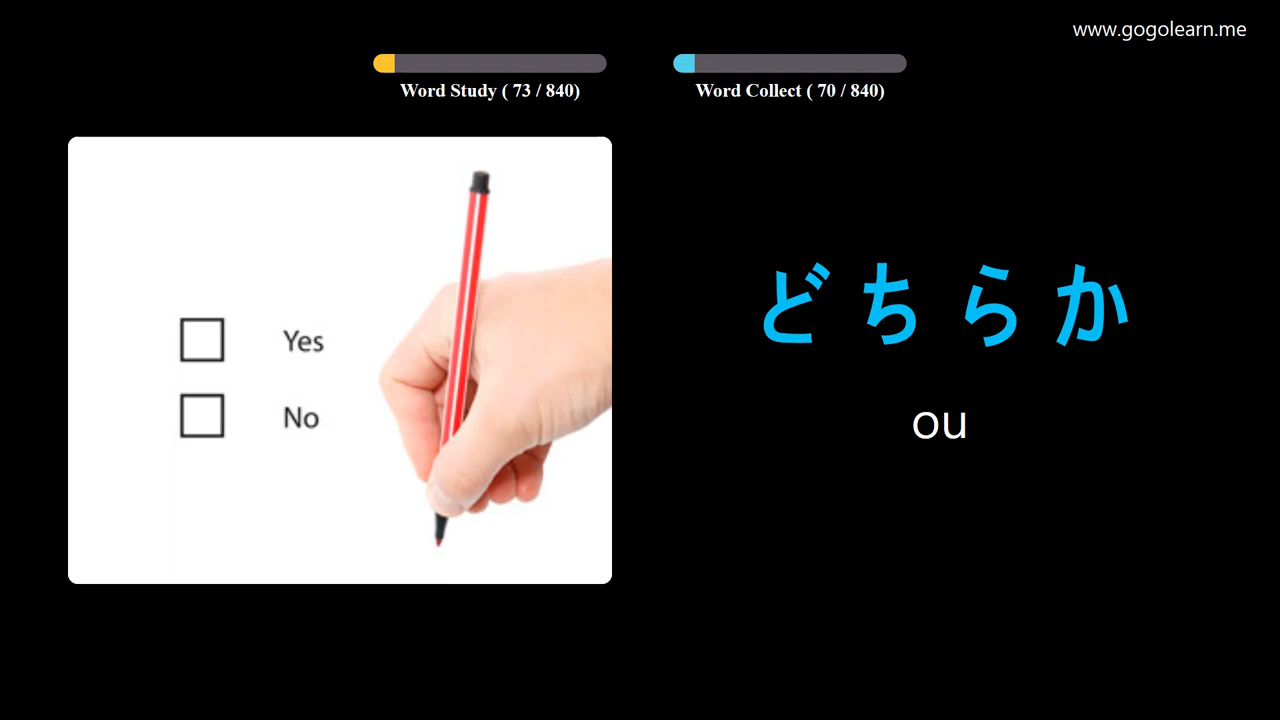 www.gogolearn.me
Word Study ( 73 / 840)
Word Collect ( 70 / 840)
Yes
No
どちらか
ou